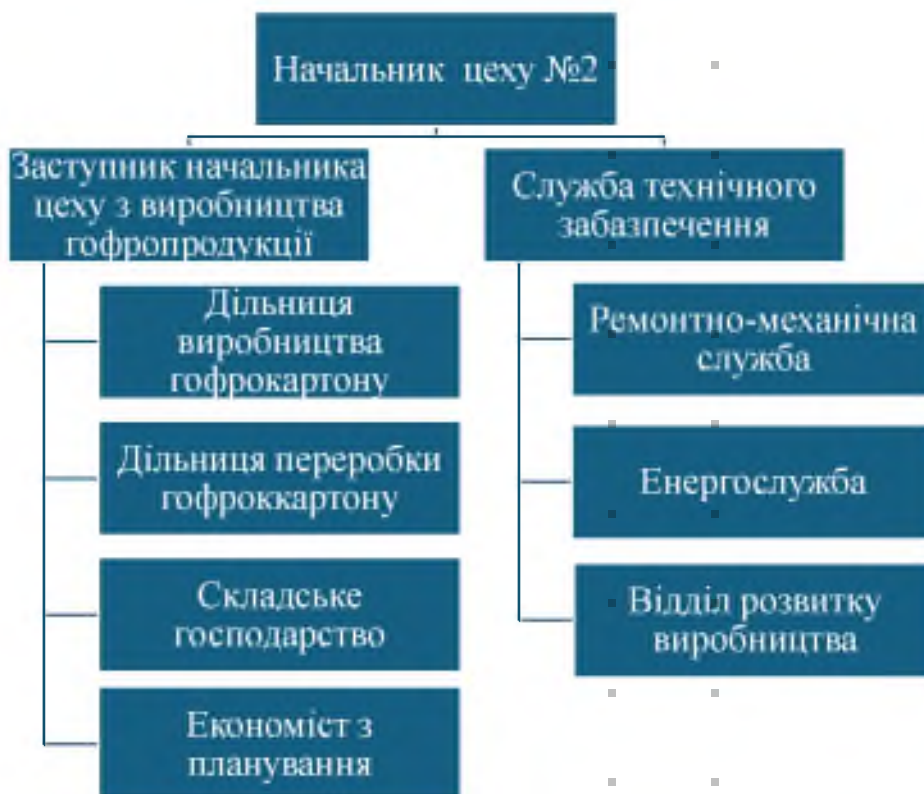 Начальник цеху №2
Заступник начальника
цеху з виробництва
гофропродукції
Служба технічного
забазпечення
Дільниця
виробництва
гофрокартону
Дільниця переробки
гофроккартону
Складське
господарство
Економіст з
планування
Ремонтно-механічна
служба
Енергослужба
Відділ розвитку
виробництва